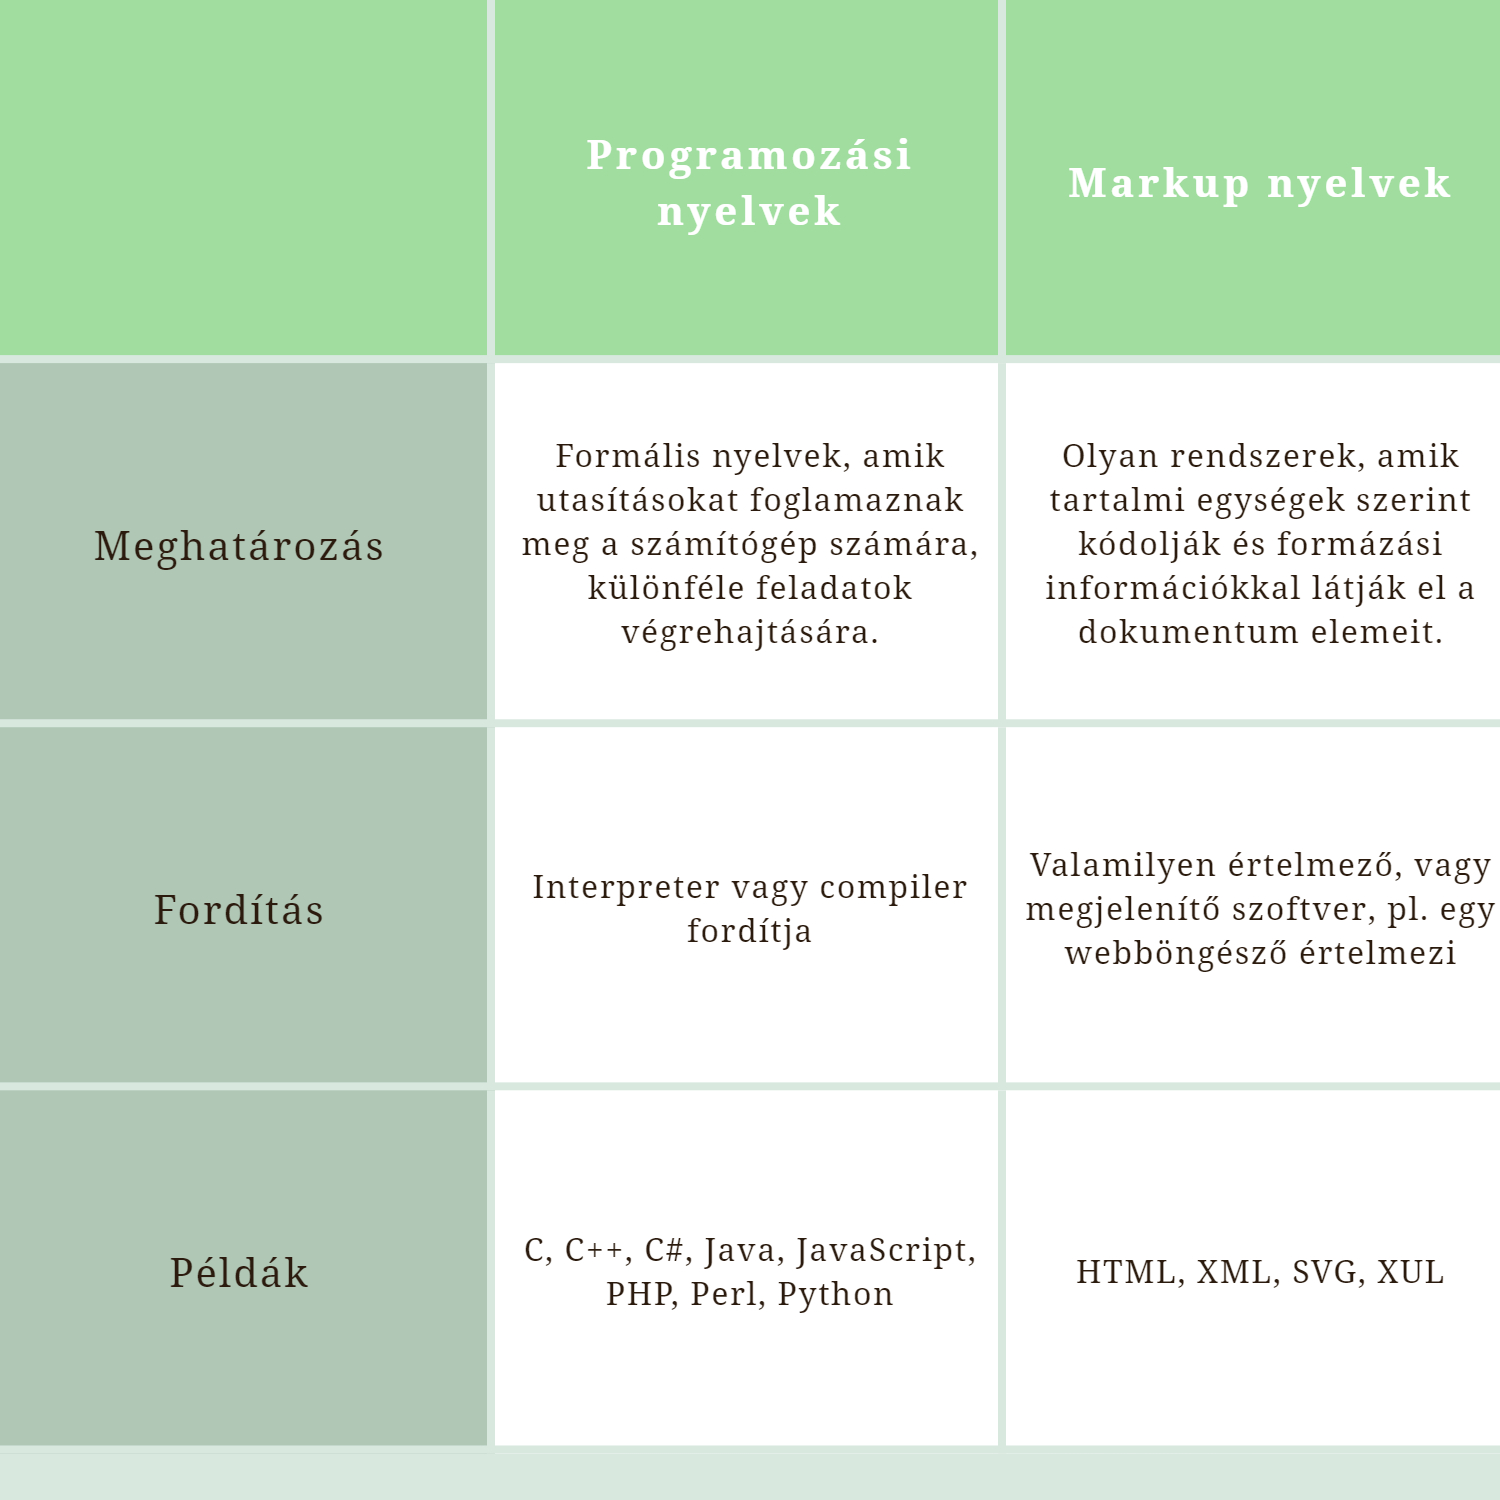 Programozási
nyelvek
Markup nyelvek
Meghatározás
Formális nyelvek, amik
utasításokat foglamaznak
meg a számítógép számára,
különféle feladatok
végrehajtására.
Olyan rendszerek, amik
tartalmi egységek szerint
kódolják és formázási
információkkal látják el a
dokumentum elemeit.
Fordítás
Interpreter vagy compiler
fordítja
Valamilyen értelmező, vagy
megjelenítő szoftver, pl. egy
webböngésző értelmezi
Példák
C, C++, C#, Java, JavaScript,
PHP, Perl, Python
HTML, XML, SVG, XUL